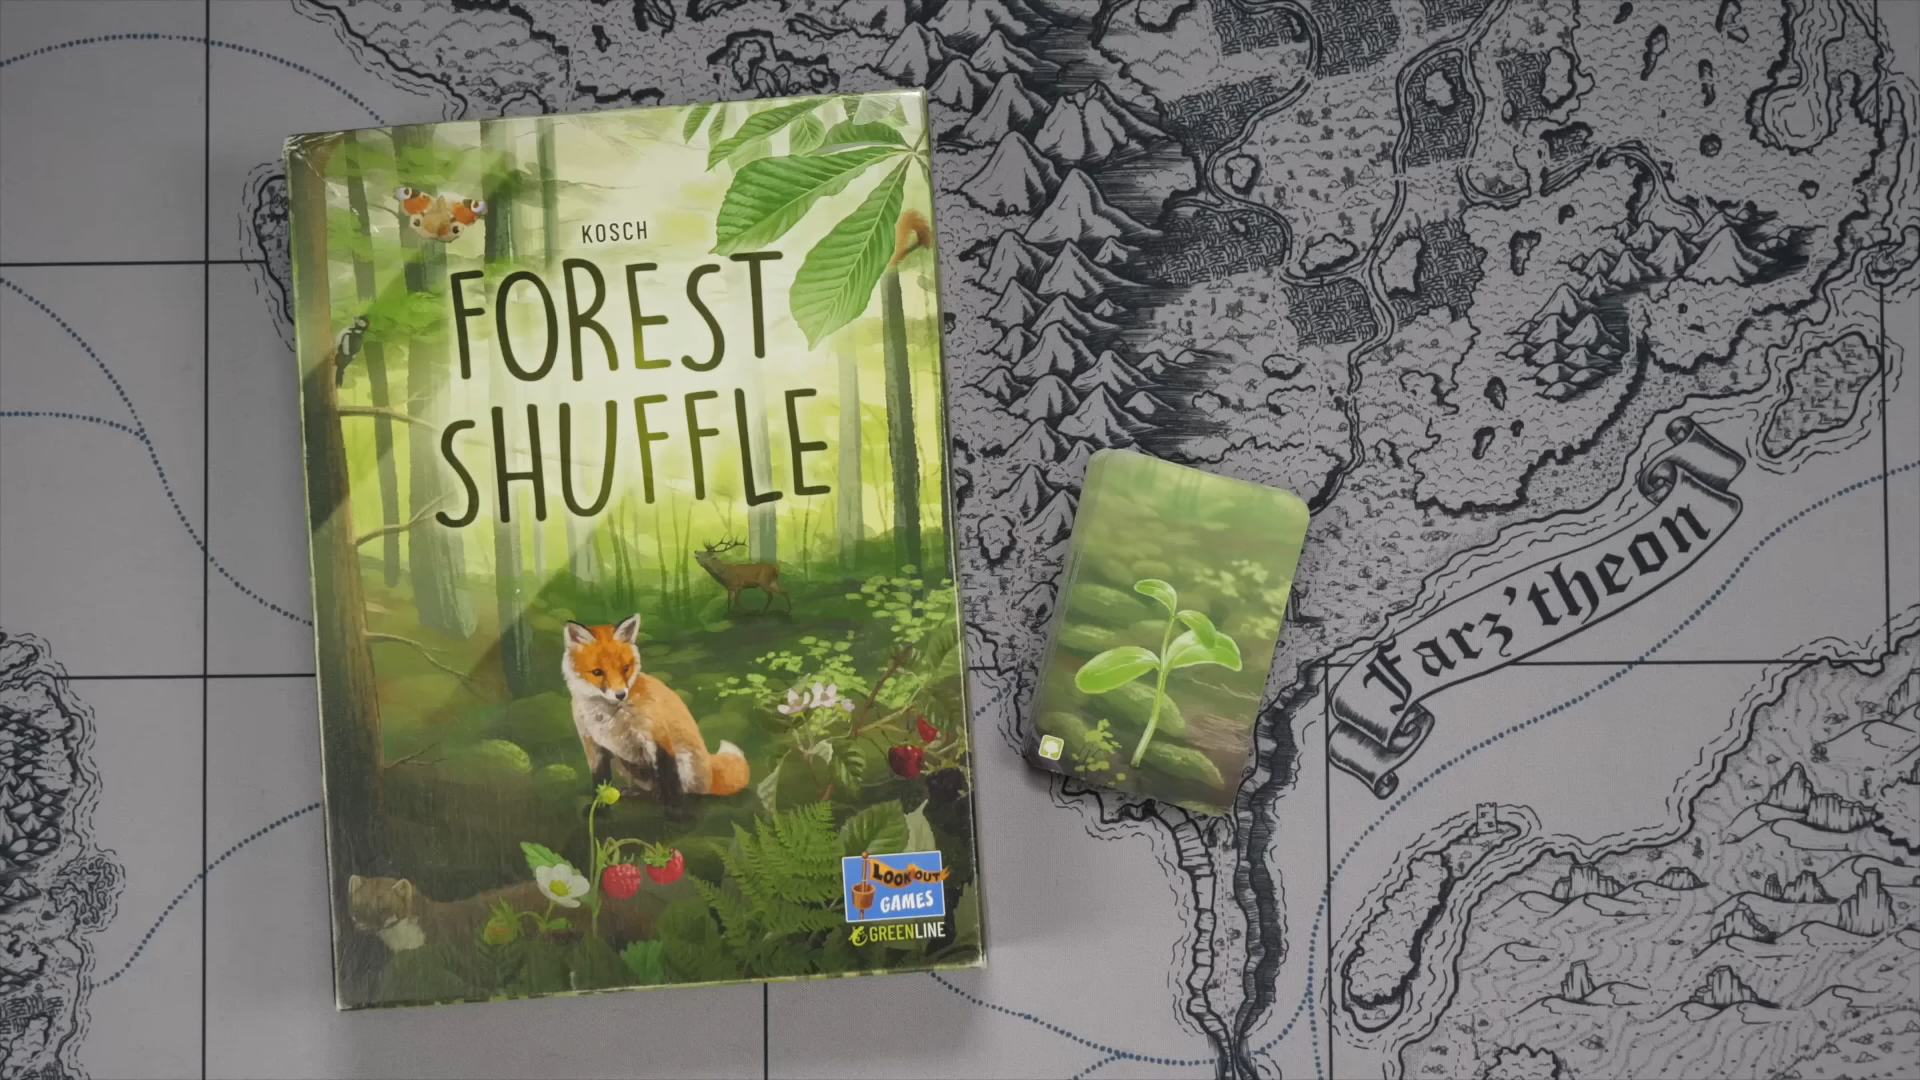 KOSCH
FOREST
SHUFFLE
LOOKOUT
GAMES
GREENLINE
Farz'theon